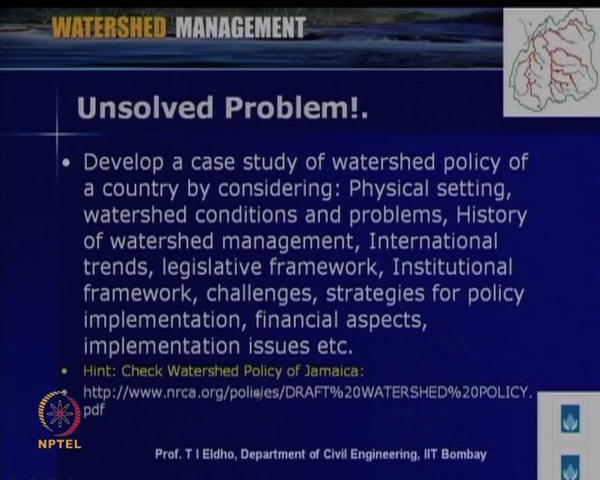 WATERSHED MANAGEMENT
Unsolved Problem!.
• Develop a case study of watershed policy of
a country by considering: Physical setting,
watershed conditions and problems, History
of watershed management, International
trends, legislative framework, Institutional
framework, challenges, strategies for policy
implementation, financial aspects,
implementation issues etc.
• Hint: Check Watershed Policy of Jamaica:
• http://www.nrca.org/policies/DRAFT%20WATERSHED%20POLICY.
pdf
NPTEL
Prof. T I Eldho, Department of Civil Engineering, IIT Bombay